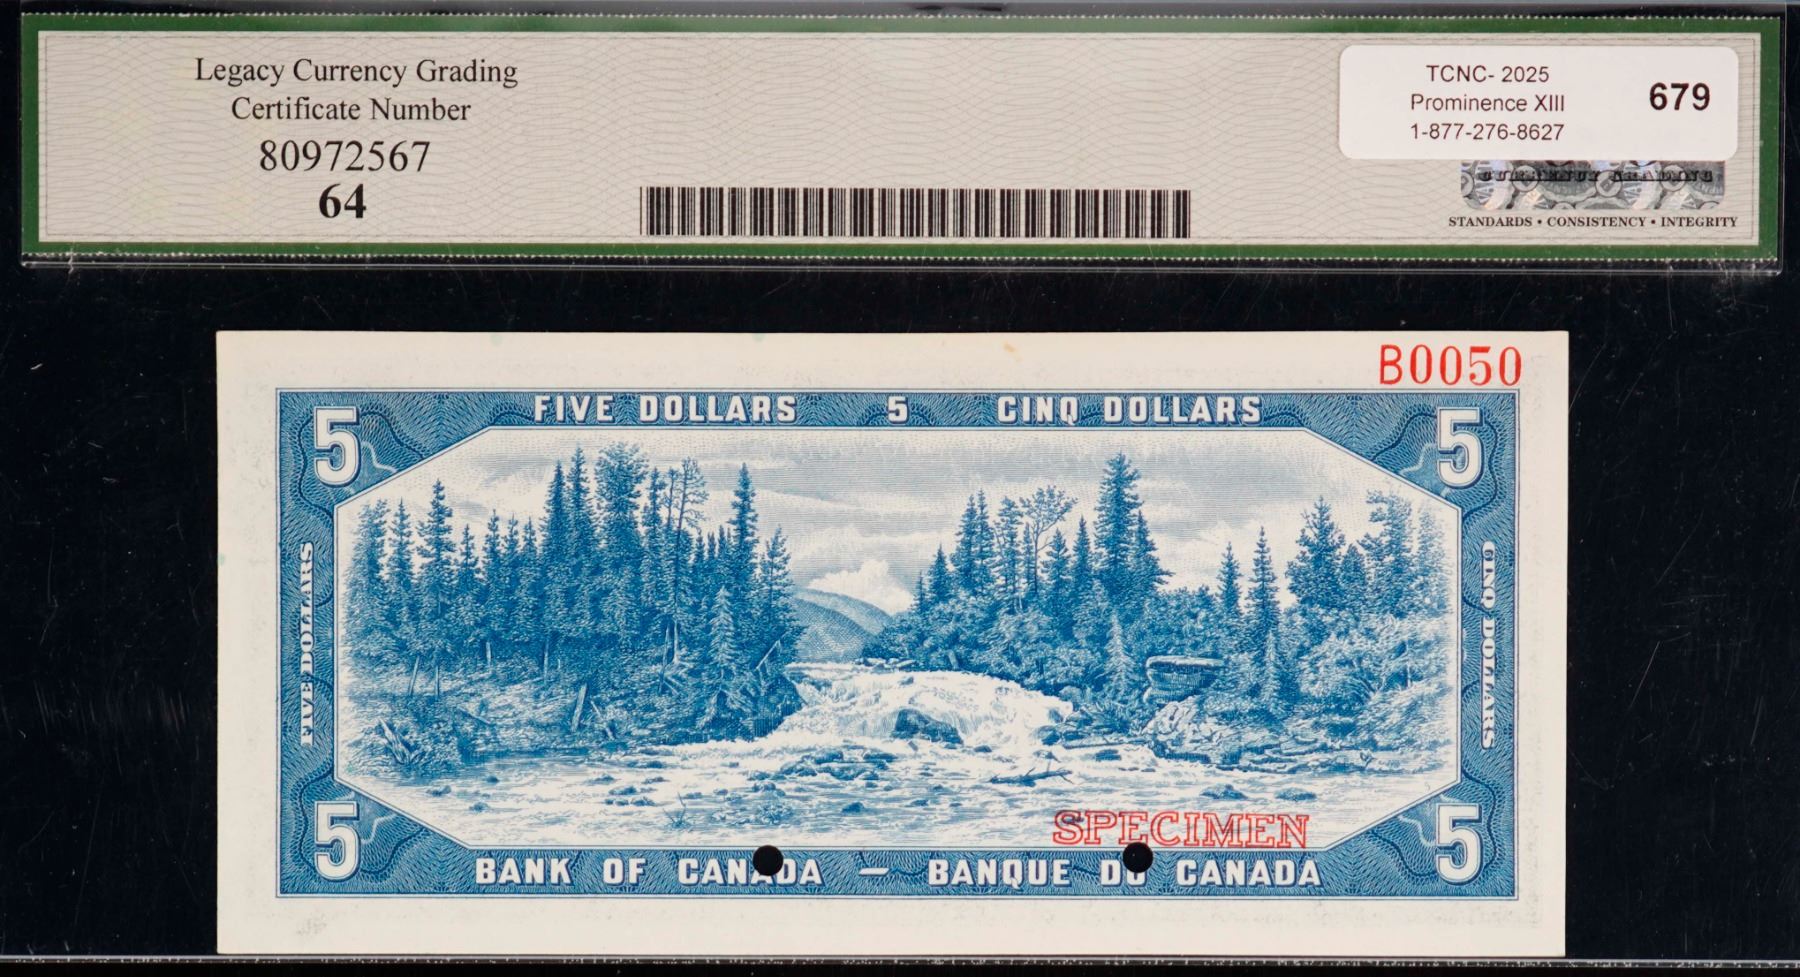 Legacy Currency Grading
Certificate Number
80972567
64
TCNC- 2025
Prominence XIII
1-877-276-8627
679
CURRENCY GRADING
STANDARDS • CONSISTENCY • INTEGRITY
B0050
5
FIVE DOLLARS 5 CINQ DOLLARS
5
FIVE DOLLARS
CINQ DOLLARS
SPECIMEN
5
BANK OF CANADA – BANQUE DU CANADA
5